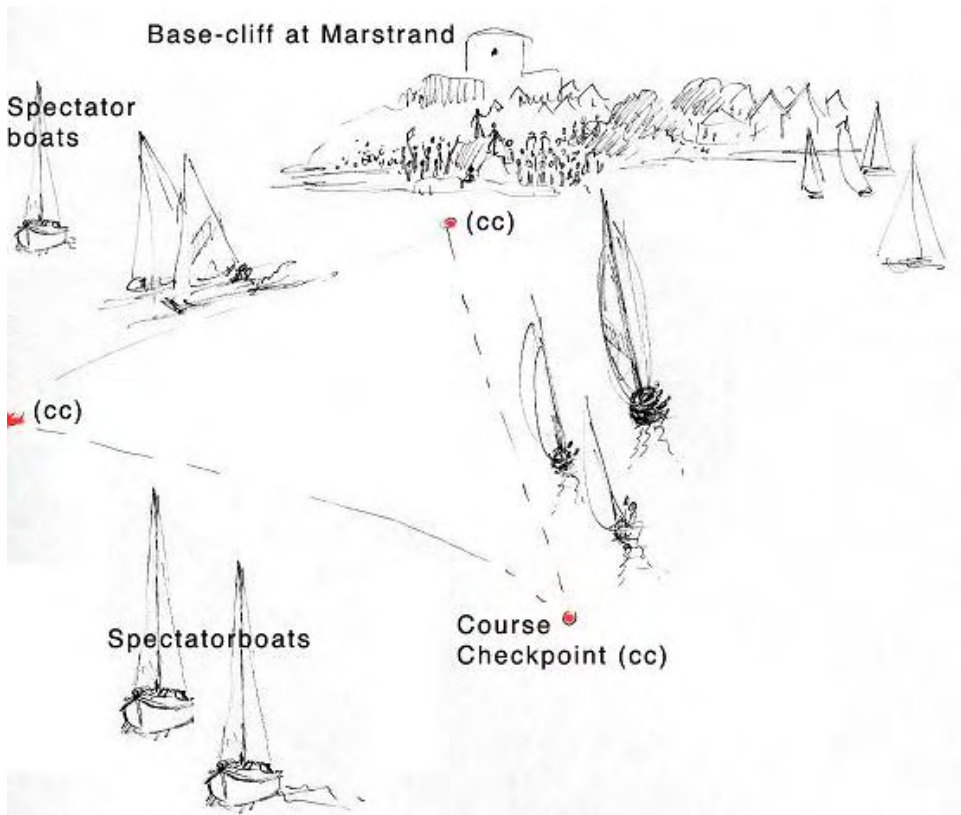 Base-cliff at Marstrand
Spectator
boats
(cc)
(cc)
Spectatorboats
Course
Checkpoint (cc)